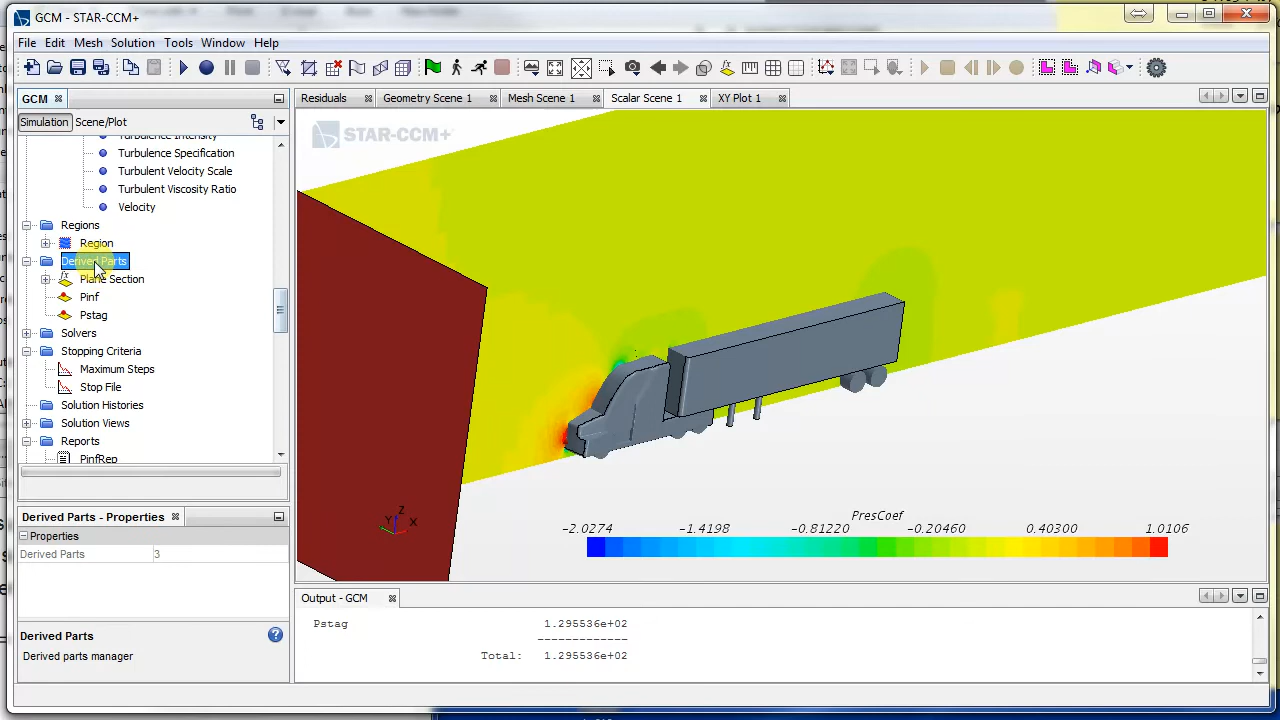 GCM - STAR-CCM+
File Edit Mesh Solution Tools Window Help
GCM
Residuals Geometry Scene 1 Mesh Scene 1 Scalar Scene 1 XY Plot 1
Simulation Scene/Plot
Turbulence Intensity
Turbulence Specification
Turbulent Velocity Scale
Turbulent Viscosity Ratio
Velocity
Regions
Region
Derived Parts
Plane Section
Pinf
Pstag
Solvers
Stopping Criteria
Maximum Steps
Stop File
Solution Histories
Solution Views
Reports
PinfRep
STAR-CCM+
Z
Y X
PresCoef
-2.0274 -1.4198 -0.81220 -0.20460 0.40300 1.0106
Derived Parts - Properties
Properties
Derived Parts 3
Derived Parts
Derived parts manager
Output - GCM
Pstag 1.295536e+02
-------------
Total: 1.295536e+02